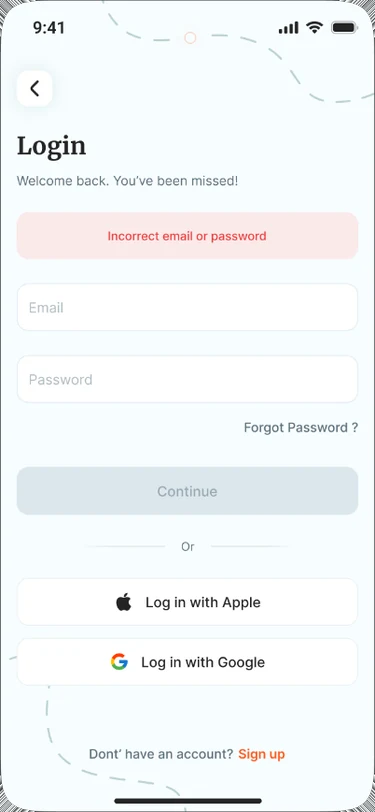 9:41
Login
Welcome back. You've been missed!
Incorrect email or password
Email
Password
Forgot Password ?
Continue
Or
Log in with Apple
Log in with Google
Dont' have an account? Sign up